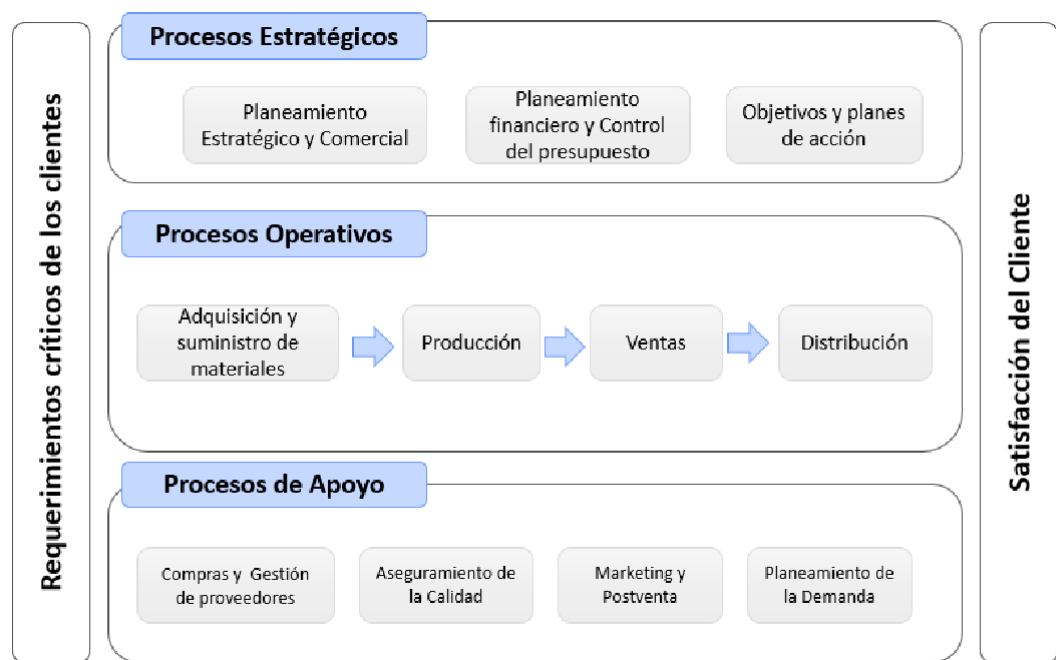 Requerimientos críticos de los clientes
Procesos Estratégicos
Planeamiento
Estratégico y Comercial
Planeamiento
financiero y Control
del presupuesto
Objetivos y planes
de acción
Procesos Operativos
Adquisición y
suministro de
materiales
Producción
Ventas
Distribución
Procesos de Apoyo
Compras y Gestión
de proveedores
Aseguramiento de
la Calidad
Marketing y
Postventa
Planeamiento de
la Demanda
Satisfacción del Cliente